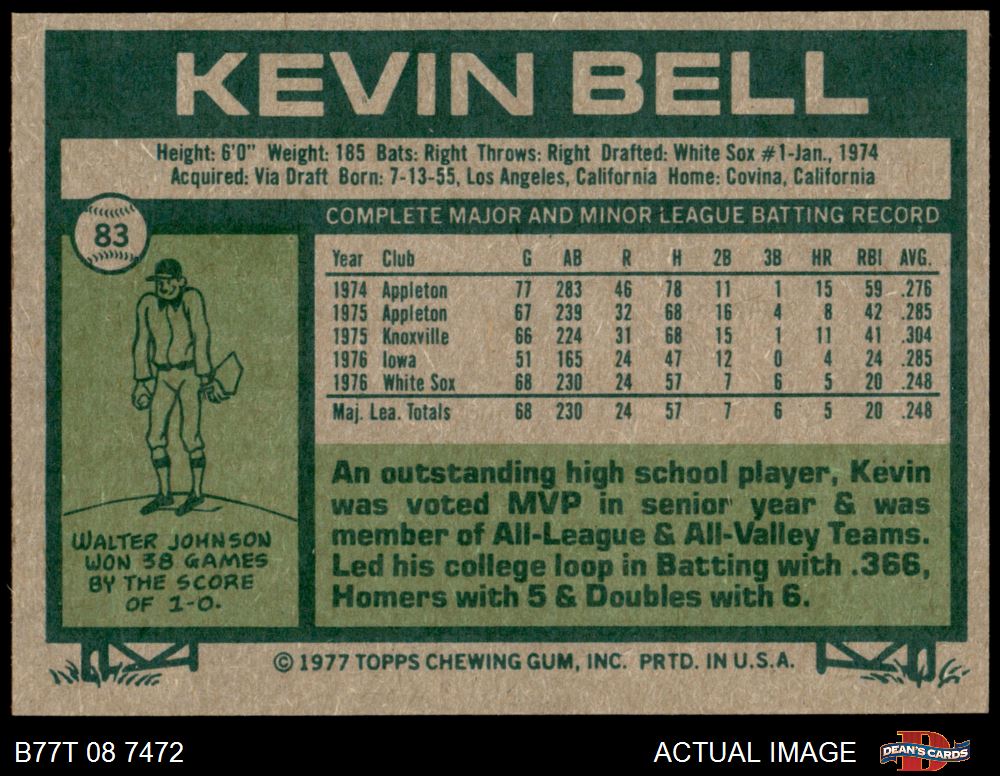 KEVIN BELL
Height: 6'0" Weight: 185 Bats: Right Throws: Right Drafted: White Sox #1-Jan., 1974
Acquired: Via Draft Born: 7-13-55, Los Angeles, California Home: Covina, California
83
COMPLETE MAJOR AND MINOR LEAGUE BATTING RECORD
Year Club G AB R H 2B 3B HR RBI AVG.
1974 Appleton 77 283 46 78 11 1 15 59 .276
1975 Appleton 67 239 32 68 16 4 8 42 .285
1975 Knoxville 66 224 31 68 15 1 11 41 .304
1976 Iowa 51 165 24 47 12 0 4 24 .285
1976 White Sox 68 230 24 57 7 6 5 20 .248
Maj. Lea. Totals 68 230 24 57 7 6 5 20 .248
WALTER JOHNSON
WON 38 GAMES
BY THE SCORE
OF 1-0.
An outstanding high school player, Kevin
was voted MVP in senior year & was
member of All-League & All-Valley Teams.
Led his college loop in Batting with .366,
Homers with 5 & Doubles with 6.
© 1977 TOPPS CHEWING GUM, INC. PRTD. IN U.S.A.
B77T 08 7472
ACTUAL IMAGE
D
DEAN'S CARDS